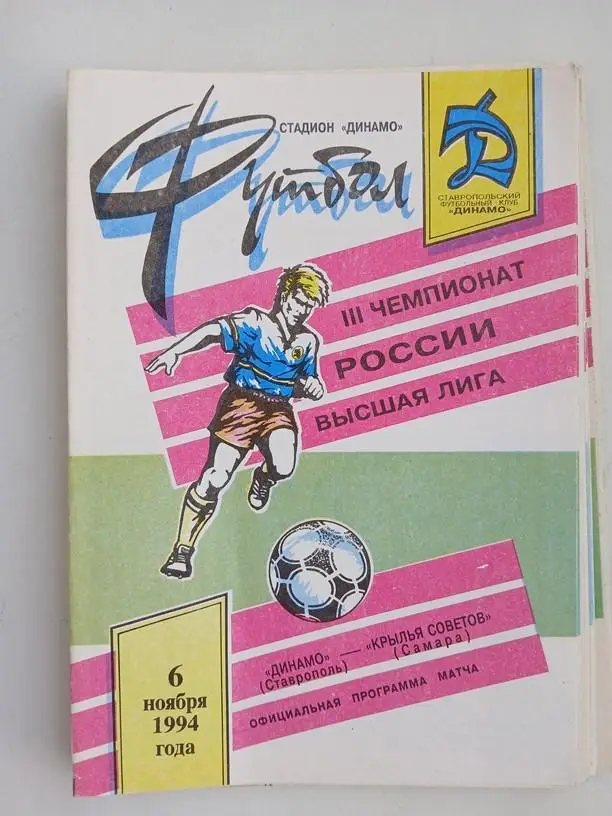 СТАДИОН «ДИНАМО»
Футбол
Д
СТАВРОПОЛЬСКИЙ
ФУТБОЛЬНЫЙ КЛУБ
«ДИНАМО»
III ЧЕМПИОНАТ
РОССИИ
ВЫСШАЯ ЛИГА
«ДИНАМО» — «КРЫЛЬЯ СОВЕТОВ»
(Ставрополь) (Самара)
ОФИЦИАЛЬНАЯ ПРОГРАММА МАТЧА
6
ноября
1994
года